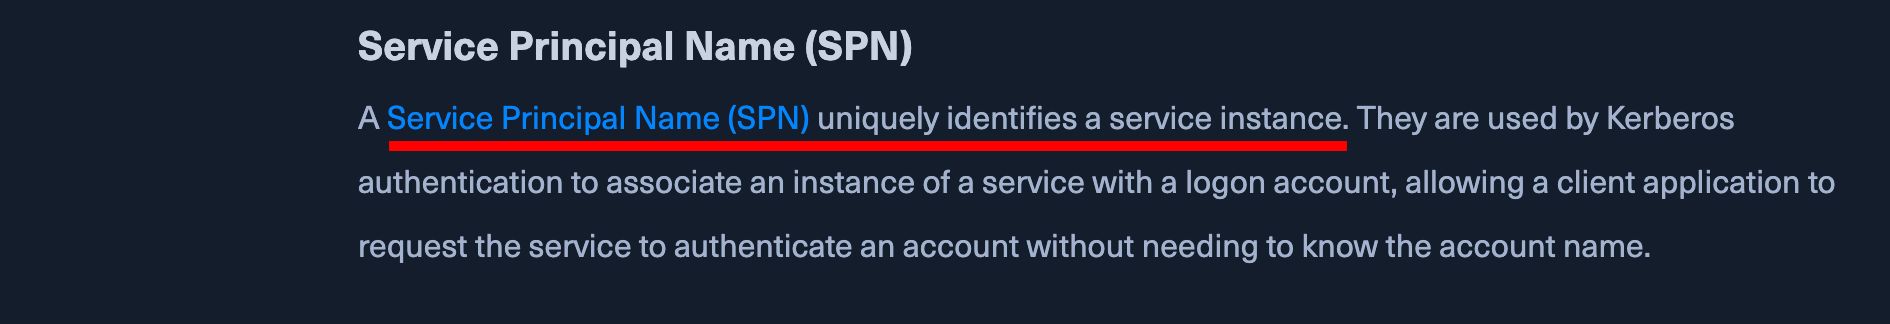 Service Principal Name (SPN)
A Service Principal Name (SPN) uniquely identifies a service instance. They are used by Kerberos
authentication to associate an instance of a service with a logon account, allowing a client application to
request the service to authenticate an account without needing to know the account name.